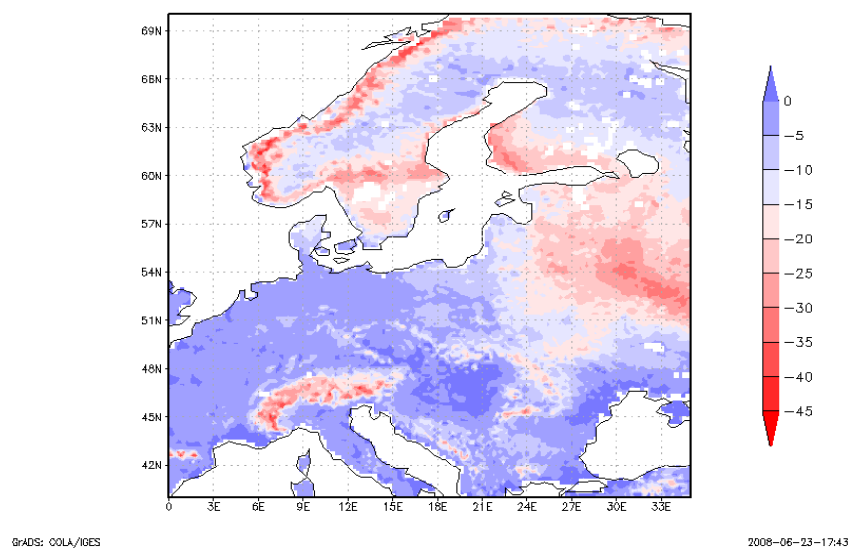 69N
66N
63N
60N
57N
54N
51N
48N
45N
42N
0 3E 6E 9E 12E 15E 18E 21E 24E 27E 30E 33E
0
−5
−10
−15
−20
−25
−30
−35
−40
−45
GrADS: COLA/IGES
2008−06−23−17:43